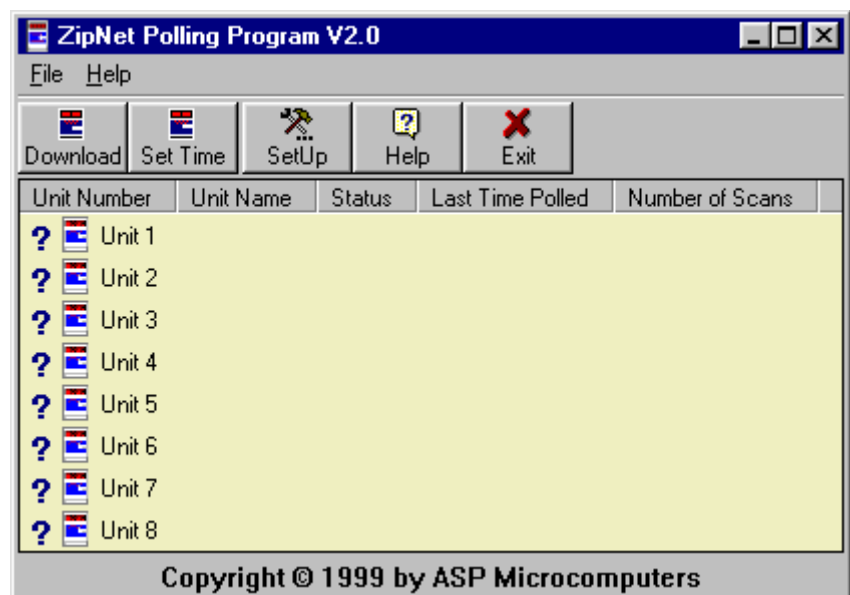 ZipNet Polling Program V2.0
File Help
Download Set Time SetUp Help Exit
Unit Number Unit Name Status Last Time Polled Number of Scans
? Unit 1
? Unit 2
? Unit 3
? Unit 4
? Unit 5
? Unit 6
? Unit 7
? Unit 8
Copyright © 1999 by ASP Microcomputers